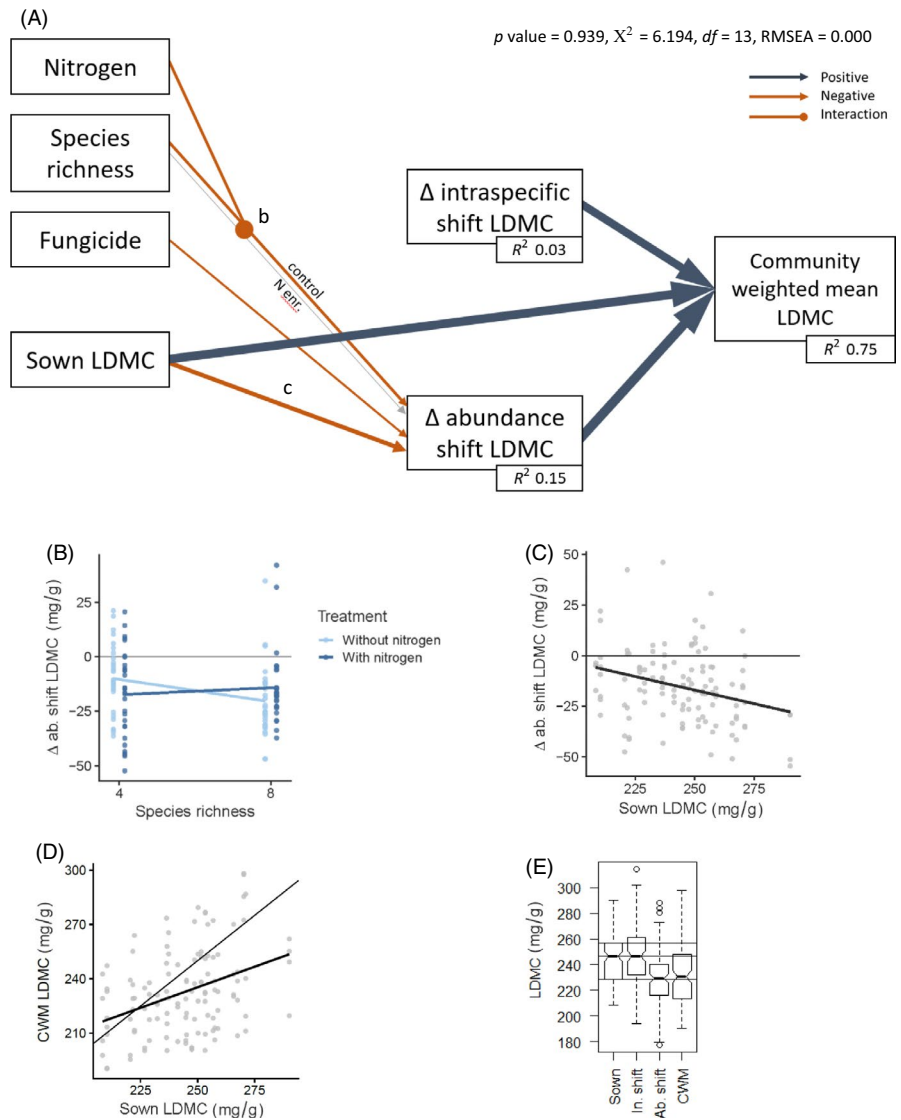 (A)
p value = 0.939, X² = 6.194, df = 13, RMSEA = 0.000
Positive
Negative
Interaction
Nitrogen
Species
richness
Fungicide
Sown LDMC
b
control
N enr.
c
Δ intraspecific
shift LDMC
R² 0.03
Δ abundance
shift LDMC
R² 0.15
Community
weighted mean
LDMC
R² 0.75
(B)
Δ ab. shift LDMC (mg/g)
25
0
−25
−50
4
8
Species richness
Treatment
Without nitrogen
With nitrogen
(C)
Δ ab. shift LDMC (mg/g)
50
25
0
−25
−50
225
250
275
Sown LDMC (mg/g)
(D)
CWM LDMC (mg/g)
300
270
240
210
225
250
275
Sown LDMC (mg/g)
(E)
LDMC (mg/g)
300
280
260
240
220
200
180
Sown
In. shift
Ab. shift
CWM